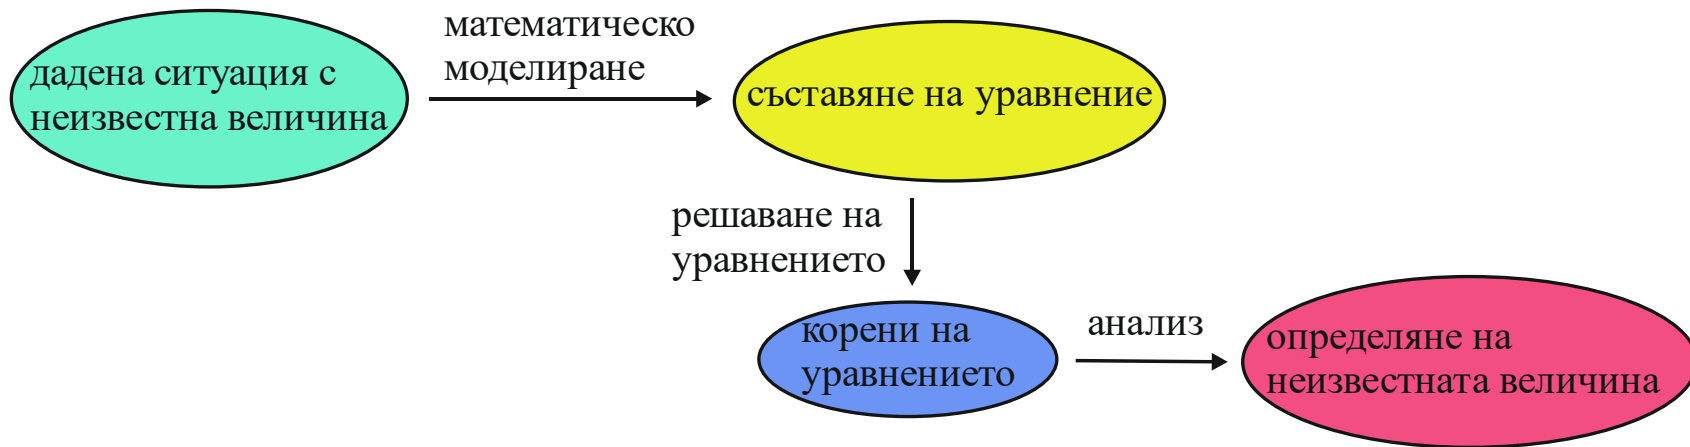 дадена ситуация с
неизвестна величина
математическо
моделиране
съставяне на уравнение
решаване на
уравнението
корени на
уравнението
анализ
определяне на
неизвестната величина